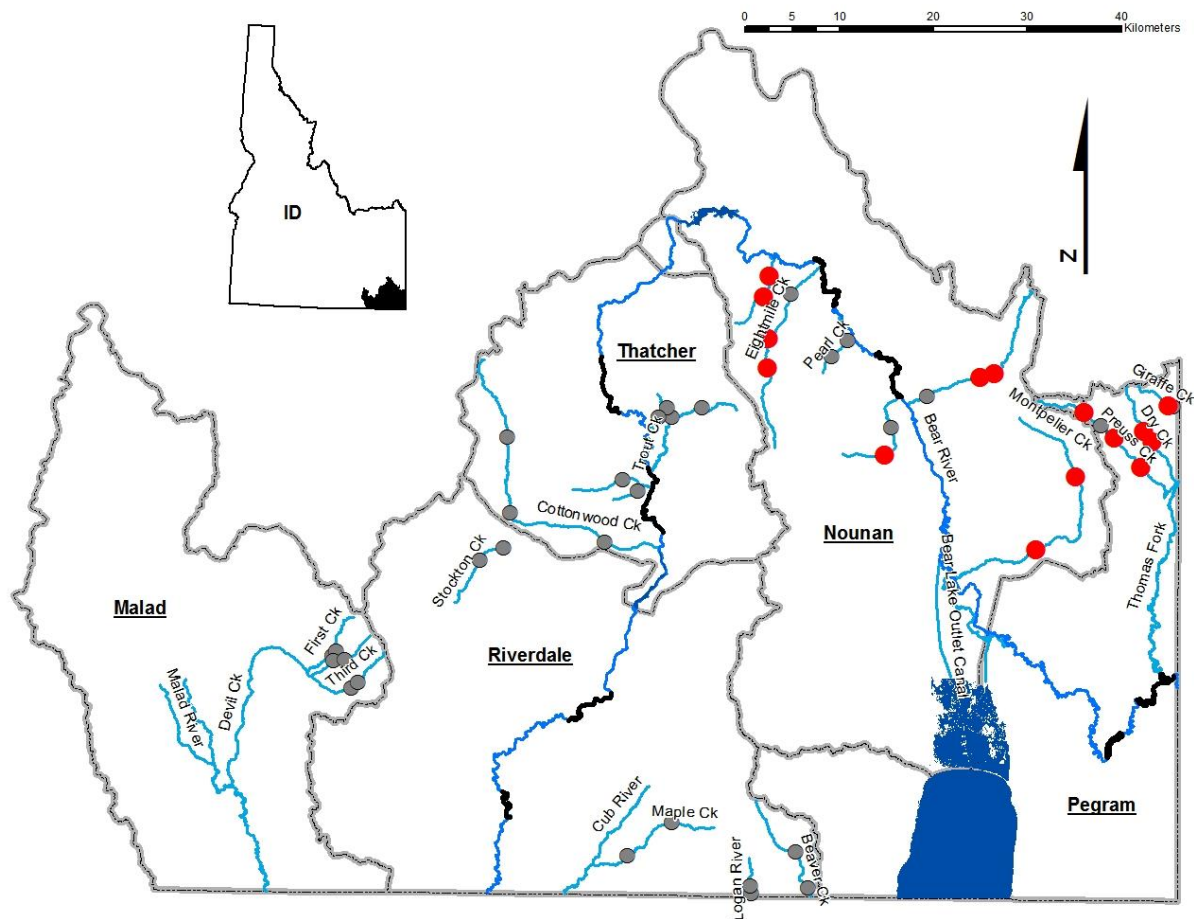 0 5 10 20 30 40
Kilometers
ID
N
Thatcher
Eightmile Ck
Pearl Ck
Giraffe Ck
Montpelier Ck
Preuss Ck
Dry Ck
Trout Ck
Bear River
Cottonwood Ck
Nounan
Stockton Ck
Bear Lake Outlet Canal
Thomas Fork
Malad
First Ck
Third Ck
Riverdale
Malad River
Devil Ck
Cub River
Maple Ck
Pegram
Logan River
Beaver Ck